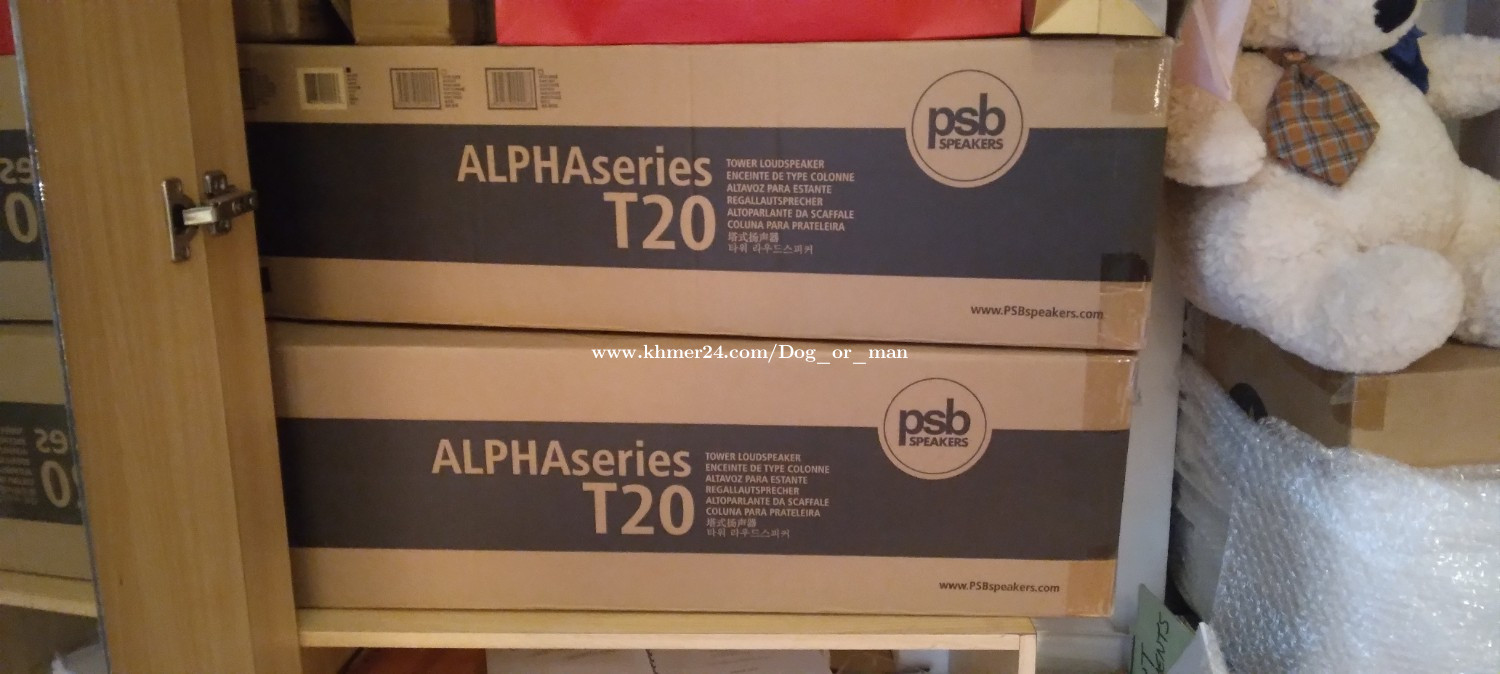 psb
SPEAKERS
ALPHAseries
T20
TOWER LOUDSPEAKER
ENCEINTE DE TYPE COLONNE
ALTAVOZ PARA ESTANTE
REGALLAUTSPRECHER
ALTOPARLANTE DA SCAFFALE
COLUNA PARA PRATELEIRA
塔式扬声器
타워 라우드스피커
www.PSBspeakers.com
www.khmer24.com/Dog_or_man
psb
SPEAKERS
ALPHAseries
T20
TOWER LOUDSPEAKER
ENCEINTE DE TYPE COLONNE
ALTAVOZ PARA ESTANTE
REGALLAUTSPRECHER
ALTOPARLANTE DA SCAFFALE
COLUNA PARA PRATELEIRA
塔式扬声器
타워 라우드스피커
www.PSBspeakers.com